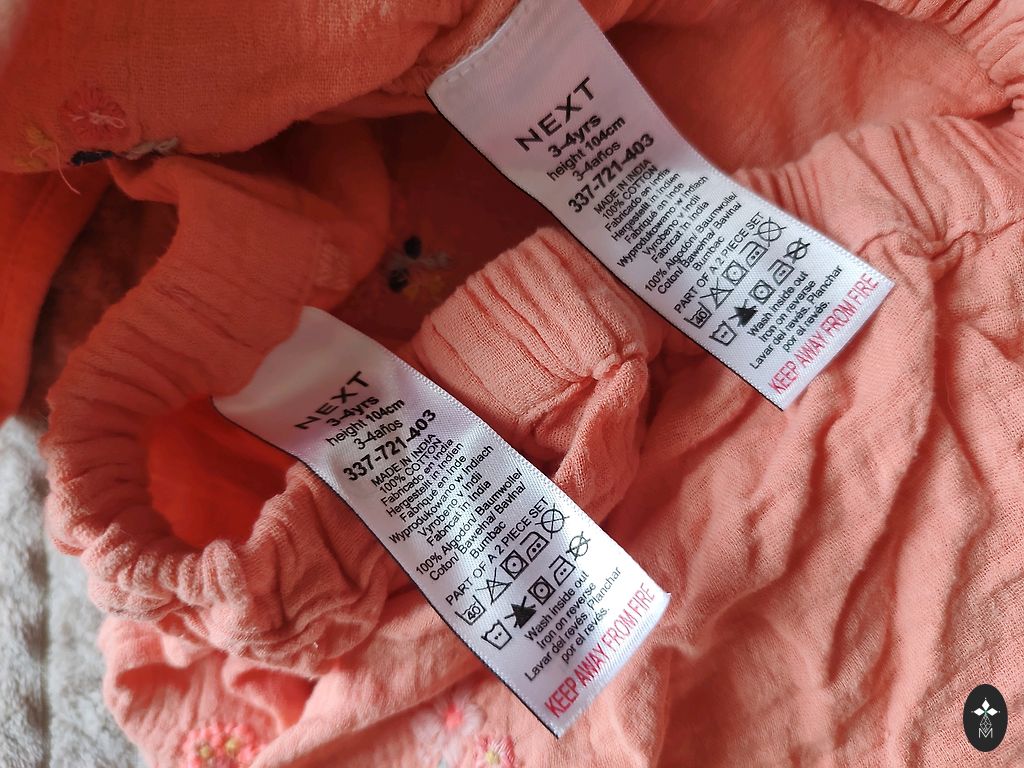 NEXT
3-4yrs
height 104cm
3-4años
337-721-403
MADE IN INDIA
100% COTTON
Fabricado en India
Hergestellt in Indien
Fabriqué en Inde
Wyprodukowano w Indiach
Vyrobeno v Indii
Fabricat în India
100% Algodón/ Baumwolle/
Coton/ Bawełna/ Bavlna/
Bumbac
PART OF A 2 PIECE SET
40
Wash inside out
Iron on reverse
Lavar del revés. Planchar
por el revés.
KEEP AWAY FROM FIRE
NEXT
3-4yrs
height 104cm
3-4años
337-721-403
MADE IN INDIA
100% COTTON
Fabricado en India
Hergestellt in Indien
Fabriqué en Inde
Wyprodukowano w Indiach
Vyrobeno v Indii
Fabricat în India
100% Algodón/ Baumwolle/
Coton/ Bawełna/ Bavlna/
Bumbac
PART OF A 2 PIECE SET
40
Wash inside out
Iron on reverse
Lavar del revés. Planchar
por el revés.
KEEP AWAY FROM FIRE